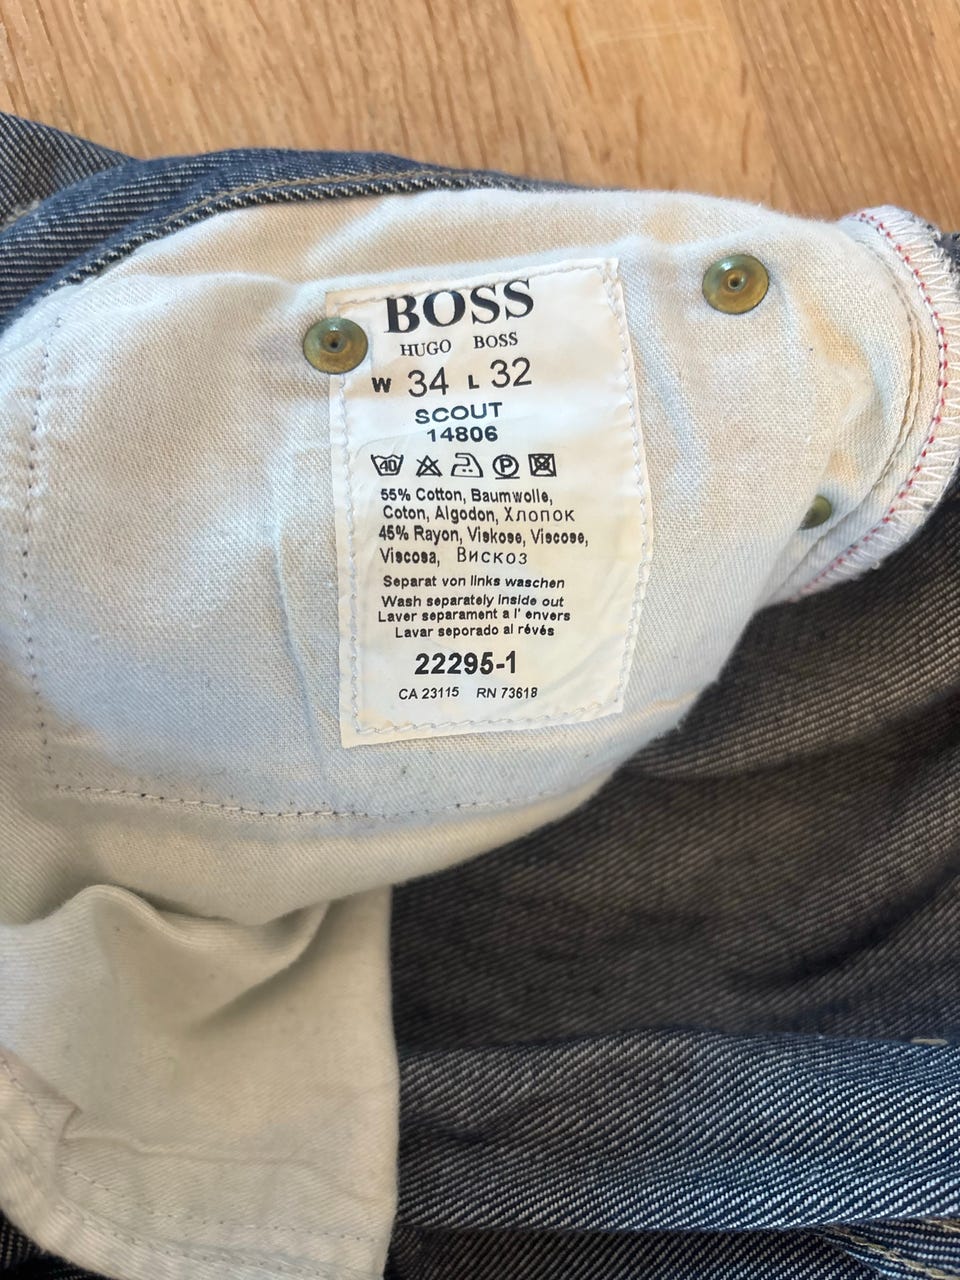 BOSS
HUGO BOSS
W 34 L 32
SCOUT
14806
40 P
55% Cotton, Baumwolle,
Coton, Algodon, Хлопок
45% Rayon, Viskose, Viscose,
Viscosa, Вискоз
Separat von links waschen
Wash separately inside out
Laver separament a l' envers
Lavar seporado al révés
22295-1
CA 23115 RN 73618